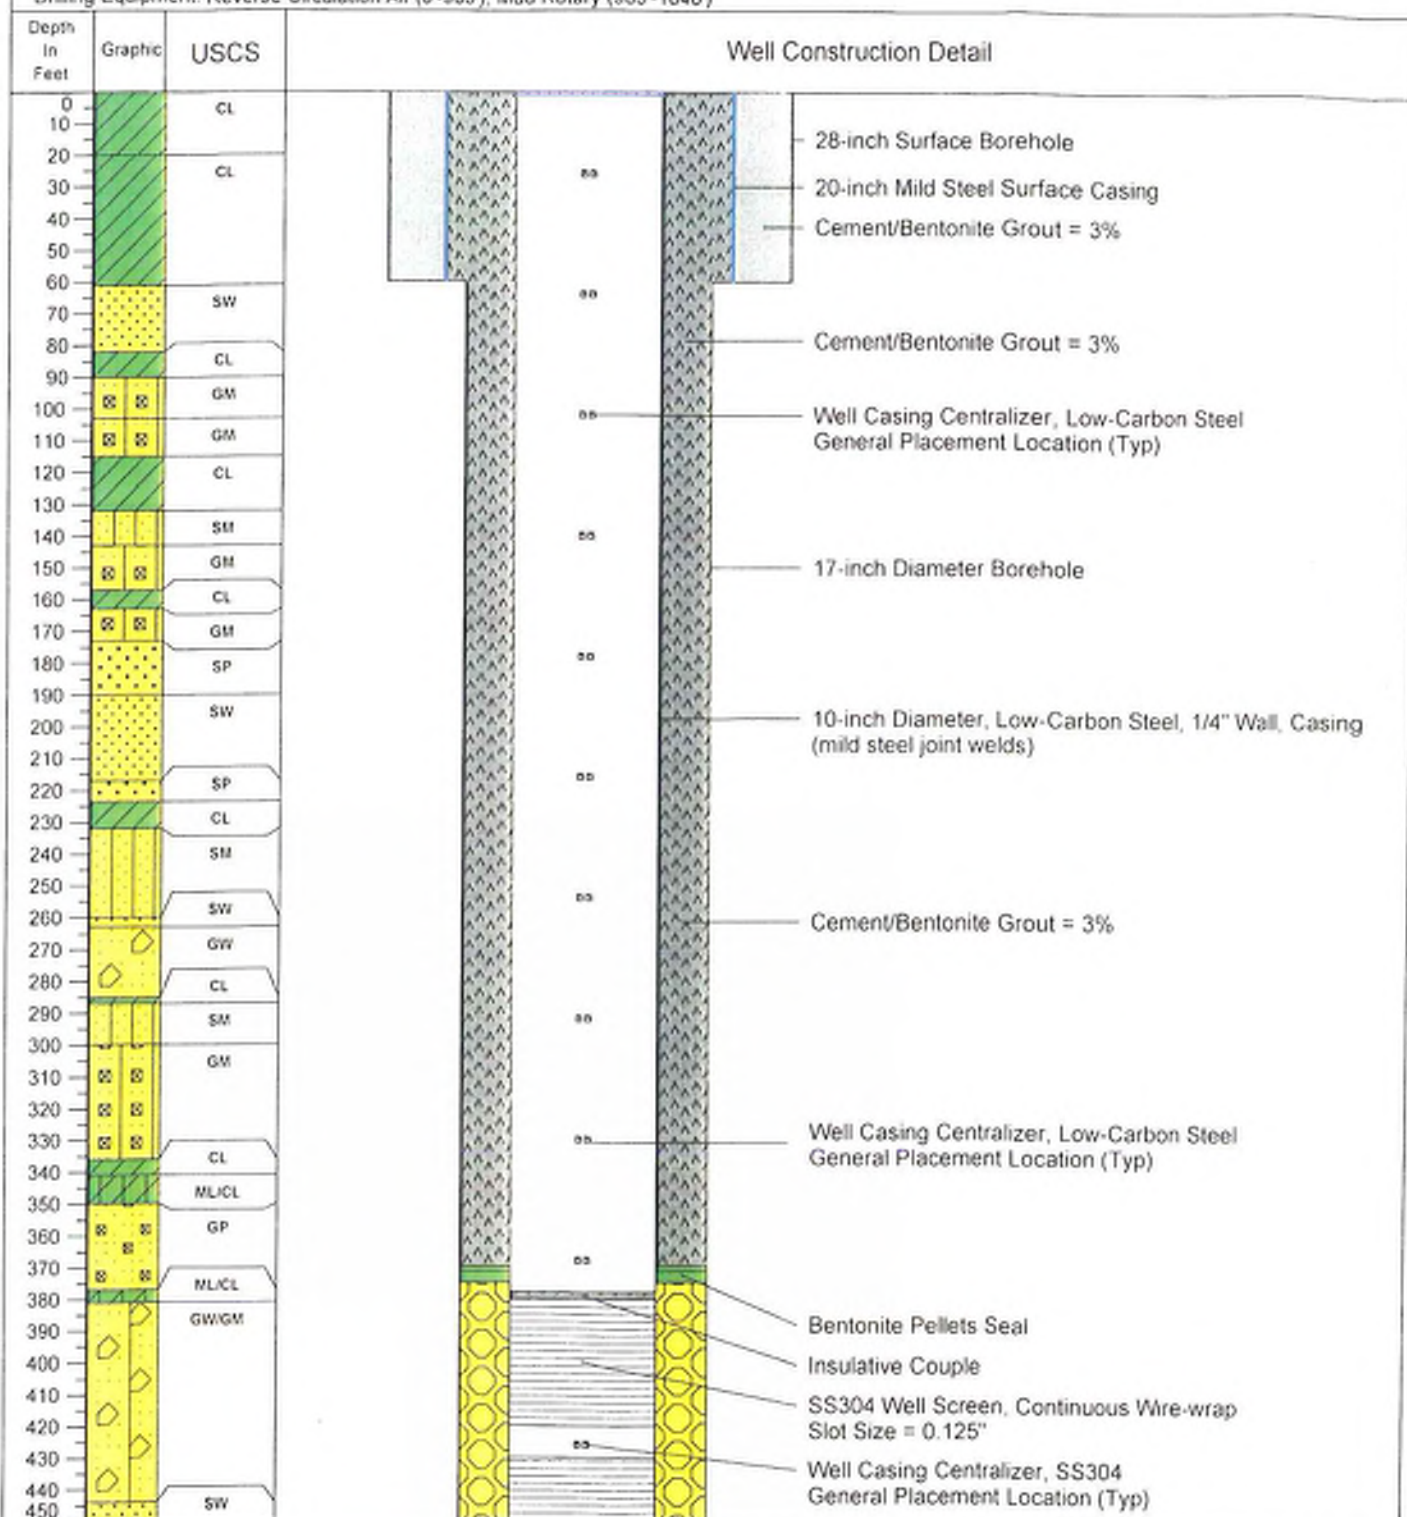 Drilling Equipment: Reverse Circulation Air
Mud Rotary
Depth
In
Feet
Graphic
USCS
Well Construction Detail
0
10
20
30
40
50
60
70
80
90
100
110
120
130
140
150
160
170
180
190
200
210
220
230
240
250
260
270
280
290
300
310
320
330
340
350
360
370
380
390
400
410
420
430
440
450
CL
CL
SW
CL
GM
GM
CL
SM
GM
CL
GM
SP
SW
SP
CL
SM
SW
GW
CL
SM
GM
CL
ML/CL
GP
ML/CL
GW/GM
SW
28-inch Surface Borehole
20-inch Mild Steel Surface Casing
Cement/Bentonite Grout = 3%
Cement/Bentonite Grout = 3%
Well Casing Centralizer, Low-Carbon Steel
General Placement Location (Typ)
17-inch Diameter Borehole
10-inch Diameter, Low-Carbon Steel, 1/4" Wall, Casing
(mild steel joint welds)
Cement/Bentonite Grout = 3%
Well Casing Centralizer, Low-Carbon Steel
General Placement Location (Typ)
Bentonite Pellets Seal
Insulative Couple
SS304 Well Screen, Continuous Wire-wrap
Slot Size = 0.125"
Well Casing Centralizer, SS304
General Placement Location (Typ)